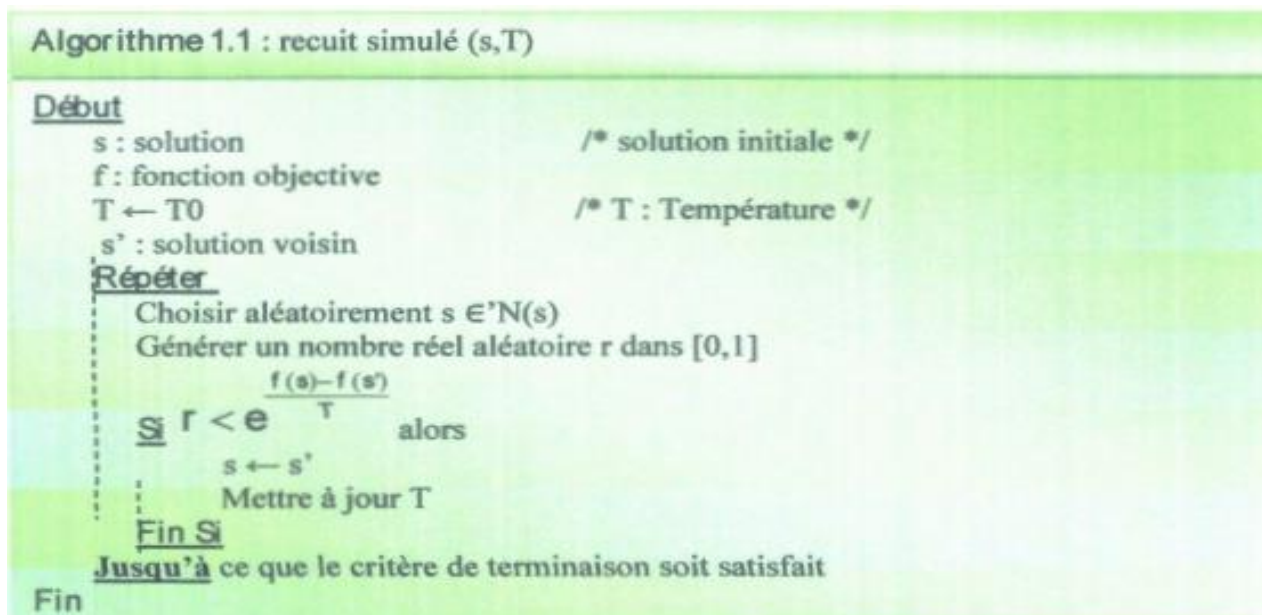 Algorithme 1.1 : recuit simulé (s,T)
Début
s : solution /* solution initiale */
f : fonction objective
T ← T0 /* T : Température */
s’ : solution voisin
Répéter
Choisir aléatoirement s ∈’N(s)
Générer un nombre réel aléatoire r dans [0,1]
Si r < e^((f(s)−f(s'))/T) alors
s ← s’
Mettre à jour T
Fin Si
Jusqu’à ce que le critère de terminaison soit satisfait
Fin